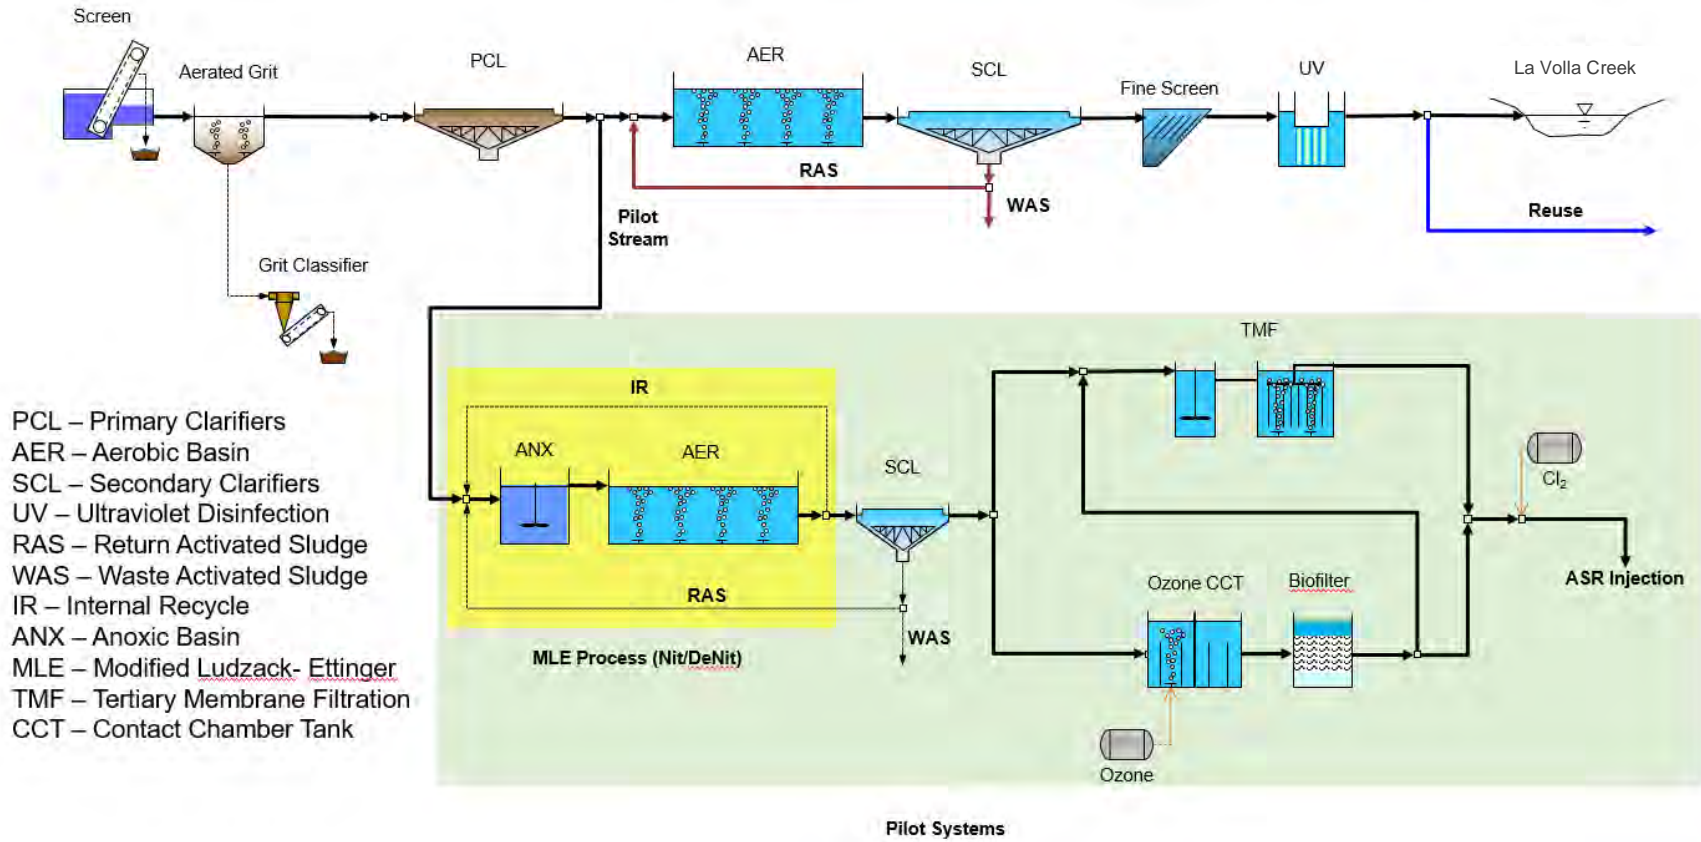 Screen
Aerated Grit
PCL
AER
SCL
Fine Screen
UV
La Volla Creek
RAS
WAS
Reuse
Pilot
Stream
Grit Classifier
TMF
IR
PCL – Primary Clarifiers
AER – Aerobic Basin
SCL – Secondary Clarifiers
UV – Ultraviolet Disinfection
RAS – Return Activated Sludge
WAS – Waste Activated Sludge
IR – Internal Recycle
ANX – Anoxic Basin
MLE – Modified Ludzack- Ettinger
TMF – Tertiary Membrane Filtration
CCT – Contact Chamber Tank
ANX
AER
SCL
Cl₂
RAS
WAS
MLE Process (Nit/DeNit)
Ozone CCT
Biofilter
ASR Injection
Ozone
Pilot Systems